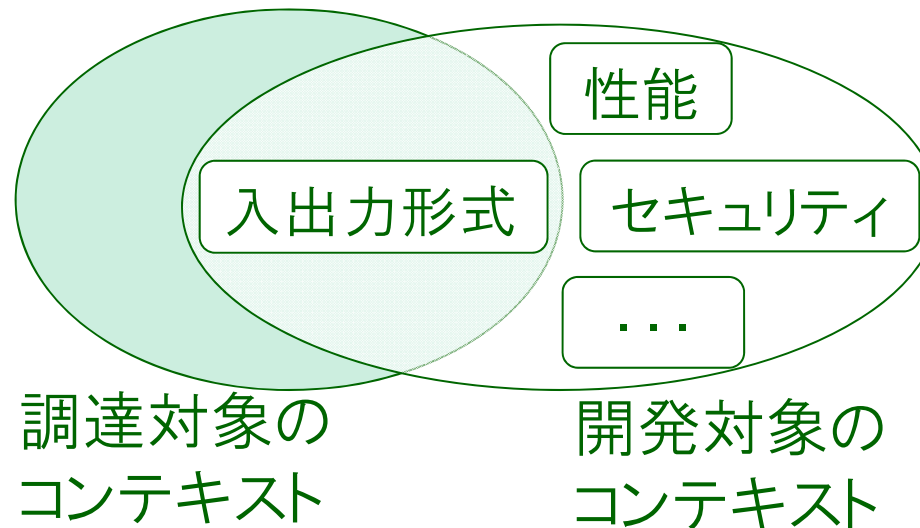 性能
入出力形式
セキュリティ
・・・
調達対象の
コンテキスト
開発対象の
コンテキスト